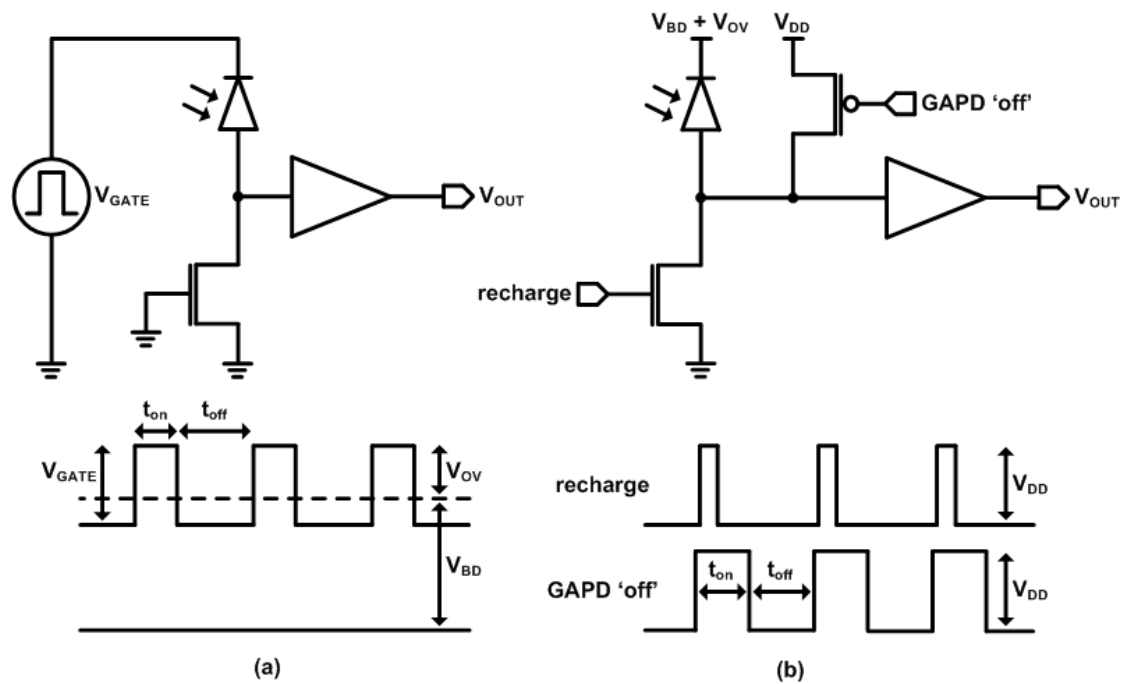 V_GATE
V_OUT
V_BD + V_OV
V_DD
GAPD ‘off’
V_OUT
recharge
t_on t_off
V_GATE
V_OV
V_BD
(a)
recharge
V_DD
GAPD ‘off’
t_on t_off
V_DD
(b)